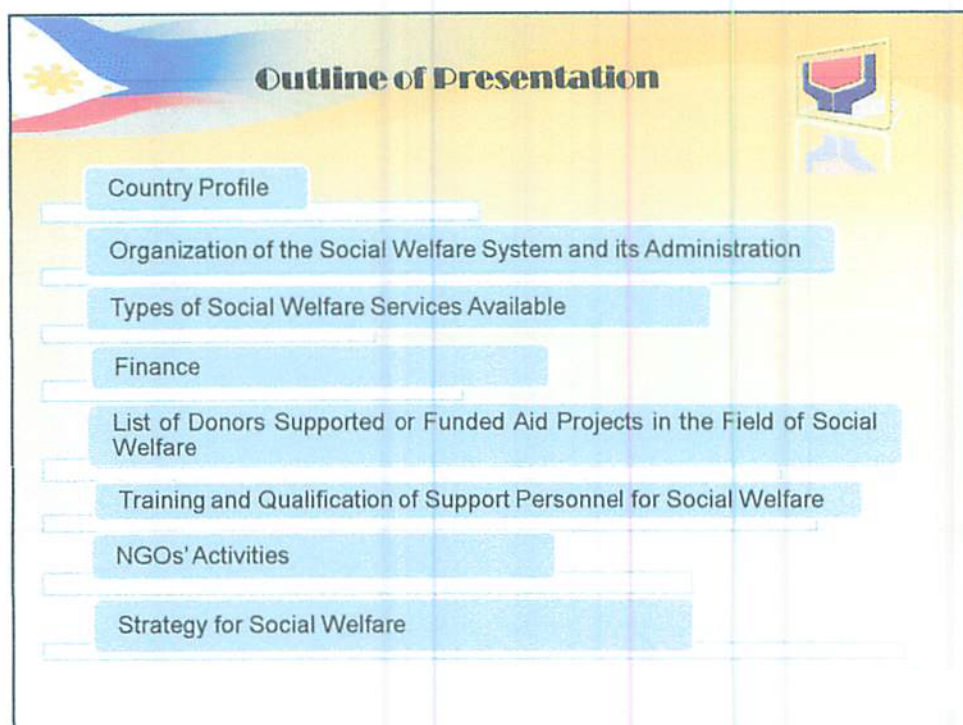 Outline of Presentation
Country Profile
Organization of the Social Welfare System and its Administration
Types of Social Welfare Services Available
Finance
List of Donors Supported or Funded Aid Projects in the Field of Social
Welfare
Training and Qualification of Support Personnel for Social Welfare
NGOs' Activities
Strategy for Social Welfare